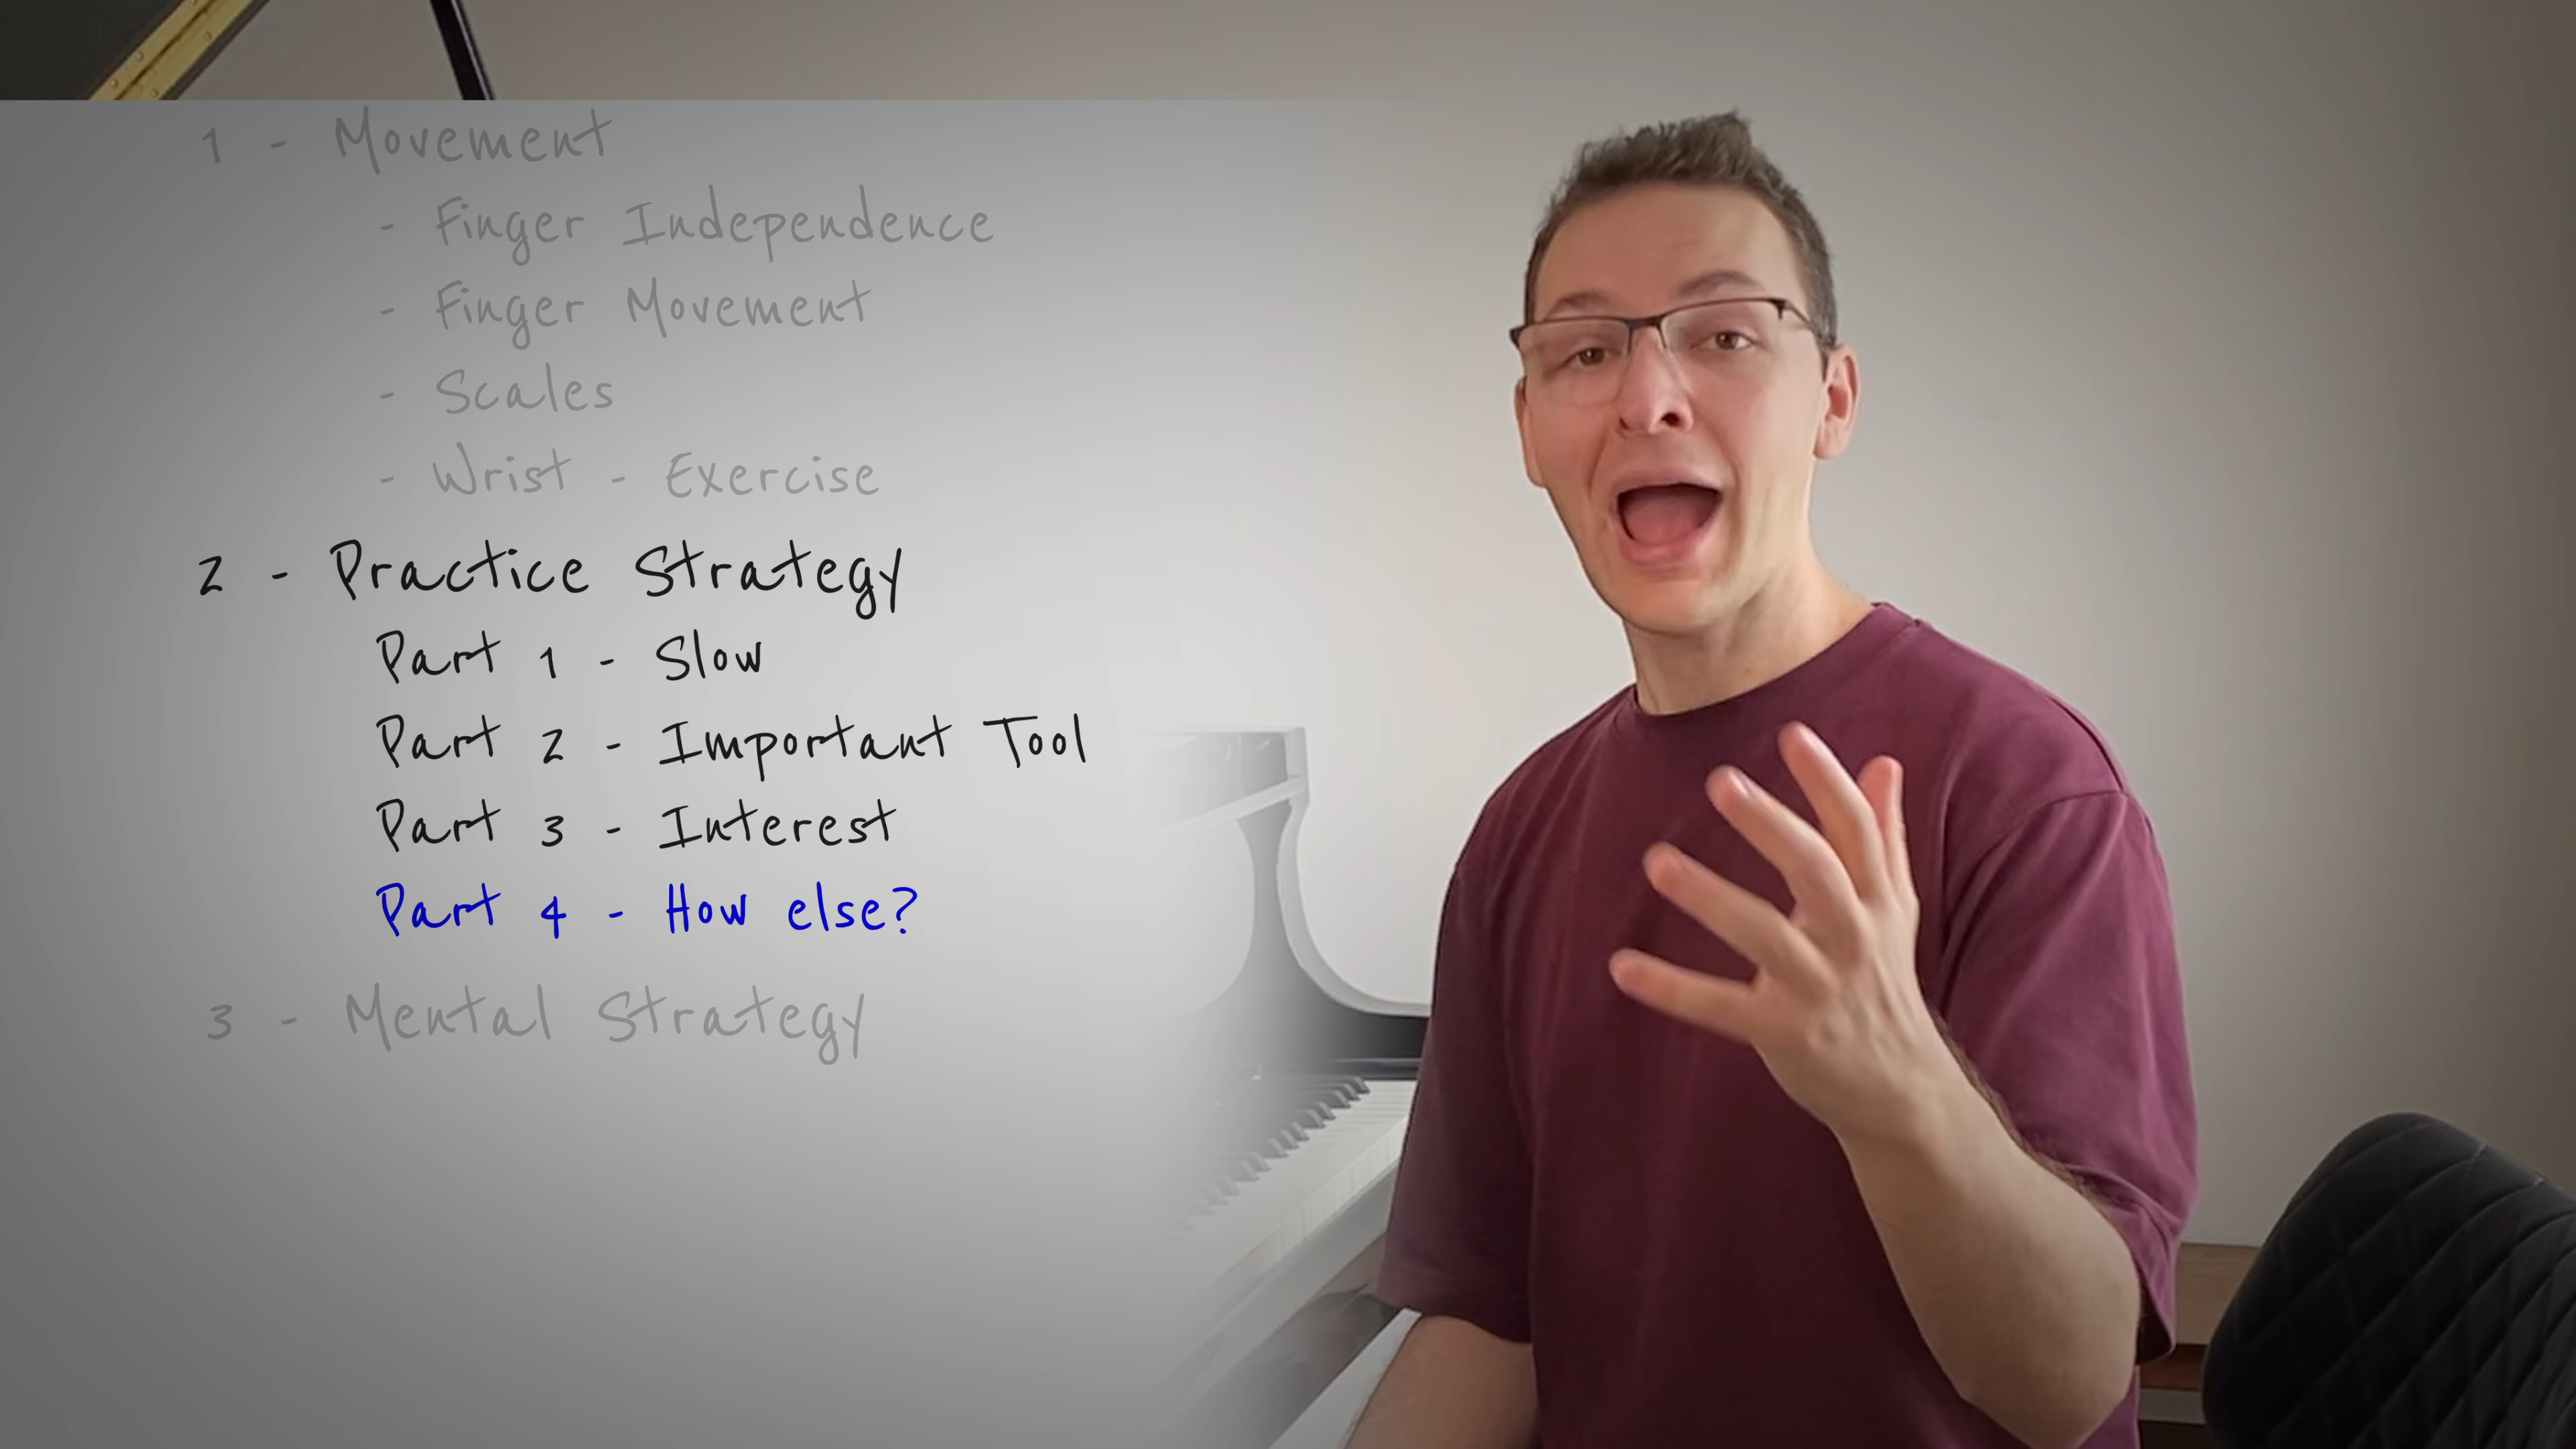 1 - Movement
- Finger Independence
- Finger Movement
- Scales
- Wrist - Exercise
2 - Practice Strategy
Part 1 - Slow
Part 2 - Important Tool
Part 3 - Interest
Part 4 - How else?
3 - Mental Strategy